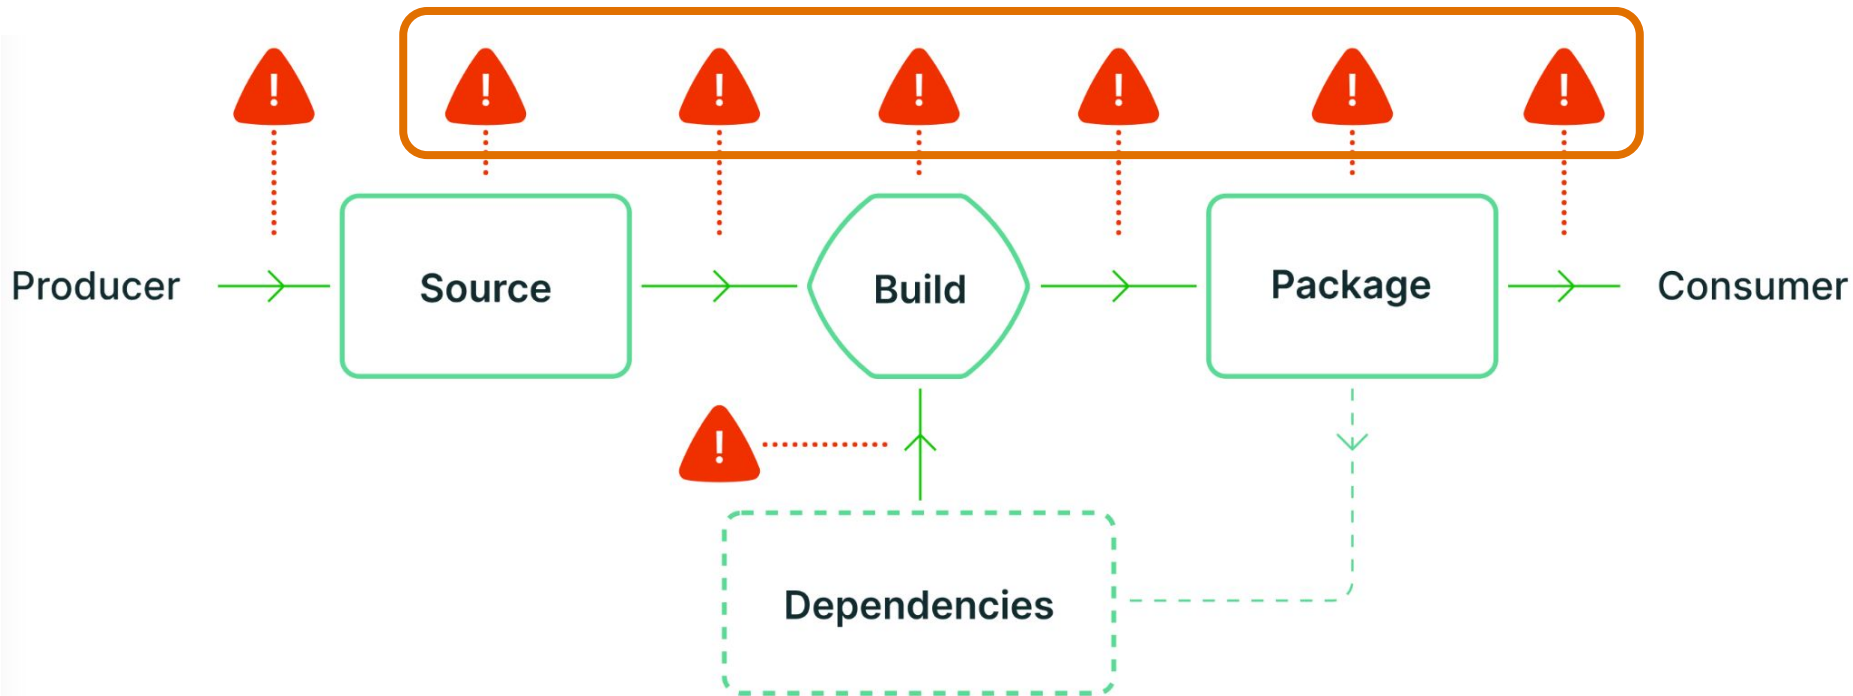 !
!
!
!
!
!
!
Producer
Source
Build
Package
Consumer
!
Dependencies